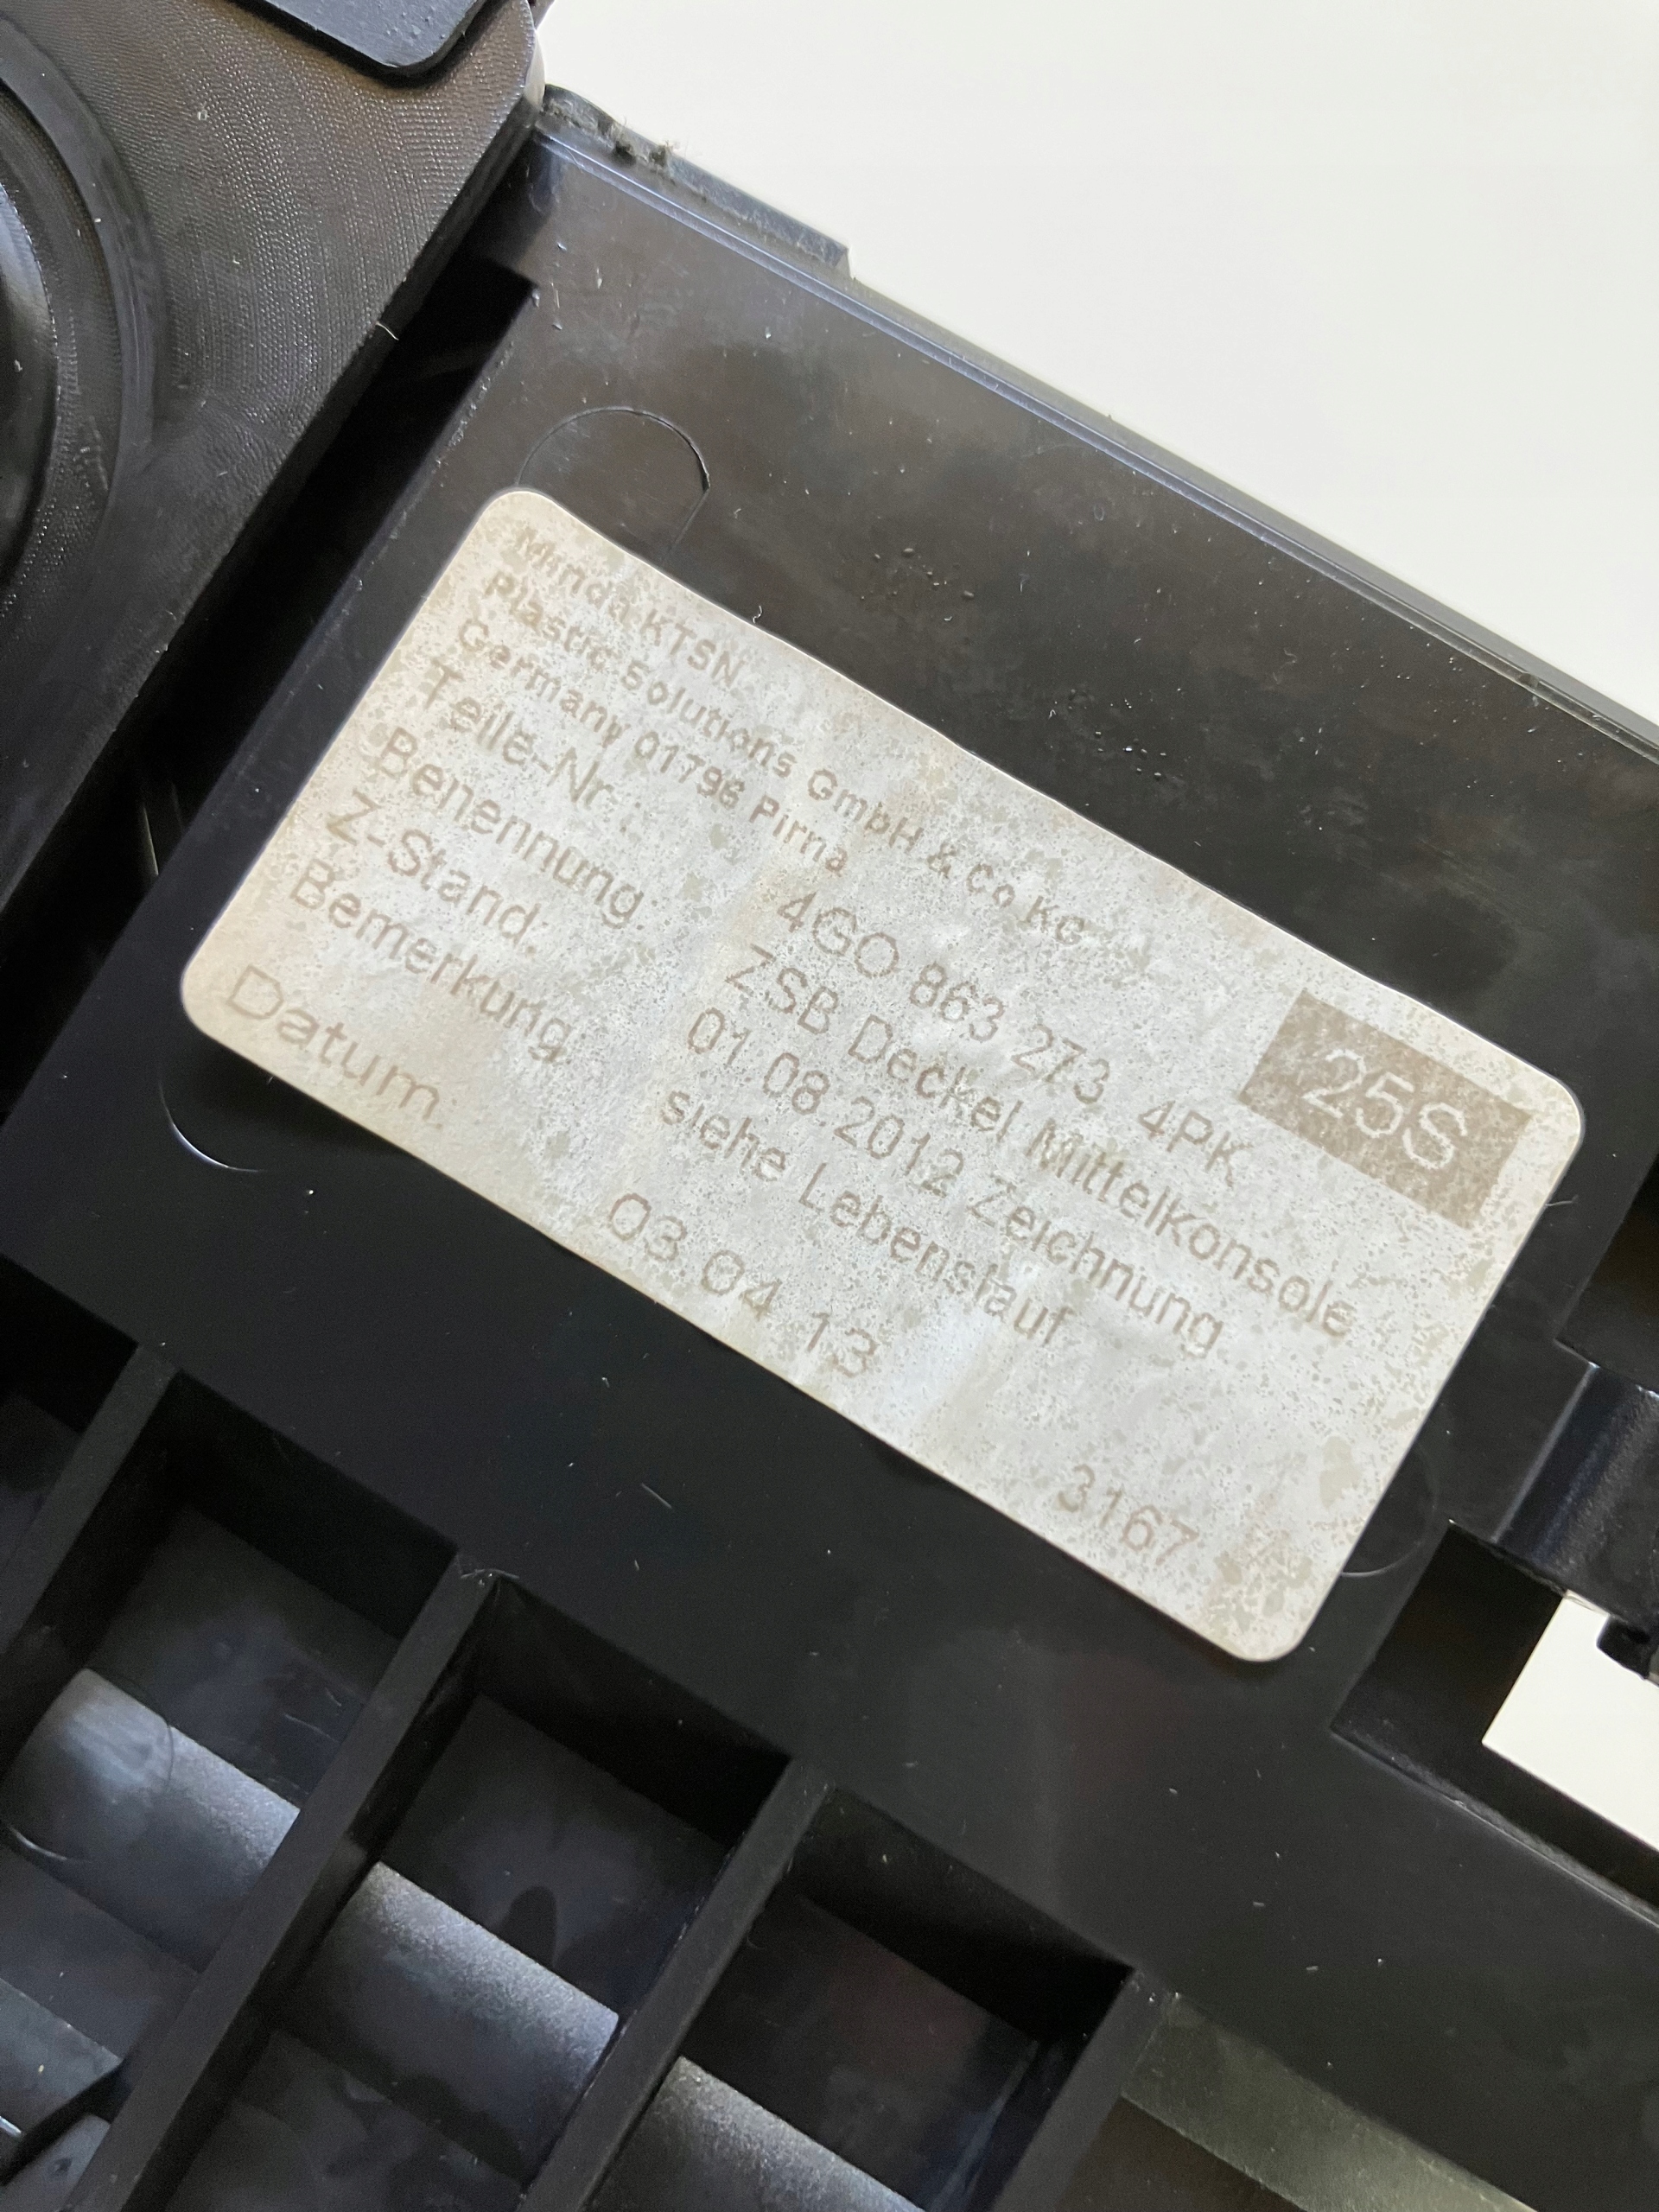 Minda KTSN
Plastic Solutions GmbH & Co KG
Germany 01796 Pirna
Teile-Nr.: 4GO 863 273 4PK 25S
Benennung. ZSB Deckel Mittelkonsole
Z-Stand: 01.08.2012 Zeichnung
Bemerkung: siehe Lebenslauf
Datum: 03.04.13 3167